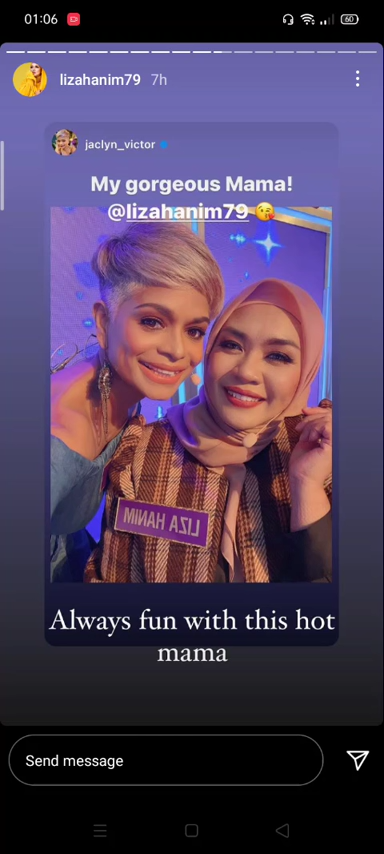 01:06
60
lizahanim79 7h
jaclyn_victor
My gorgeous Mama!
@lizahanim79 😘
LIZA HANIM
Always fun with this hot
mama
Send message